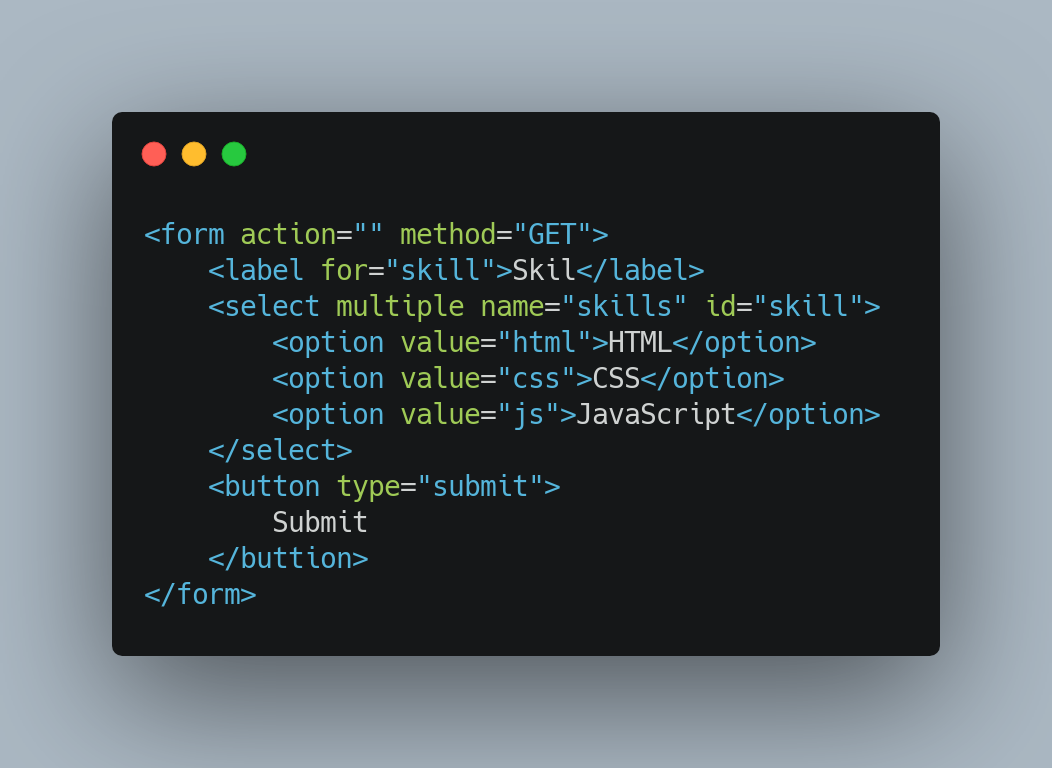 <form action="" method="GET">
    <label for="skill">Skil</label>
    <select multiple name="skills" id="skill">
        <option value="html">HTML</option>
        <option value="css">CSS</option>
        <option value="js">JavaScript</option>
    </select>
    <button type="submit">
        Submit
    </buttion>
</form>